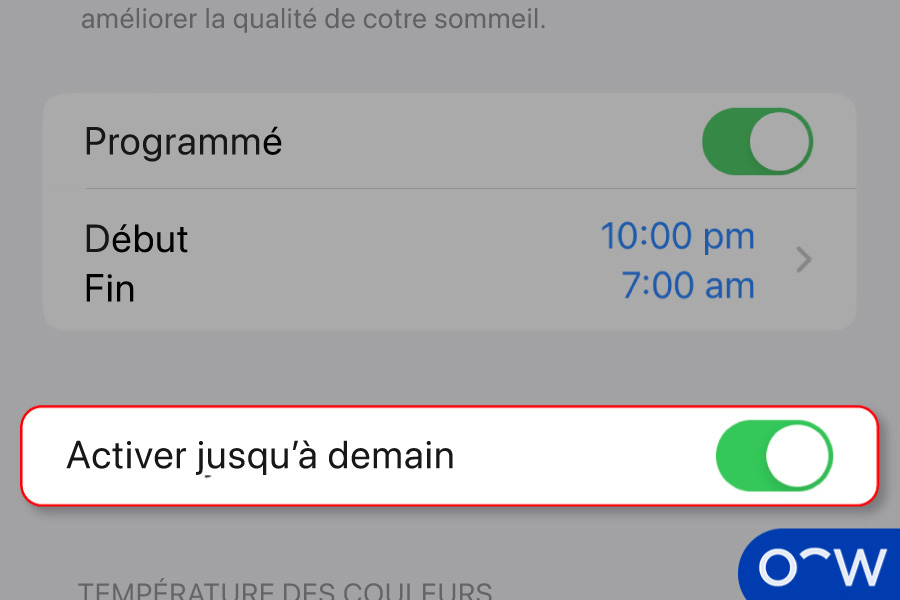 améliorer la qualité de cotre sommeil.
Programmé
Début
10:00 pm
Fin
7:00 am
Activer jusqu’à demain
TEMPÉRATURE DES COULEURS